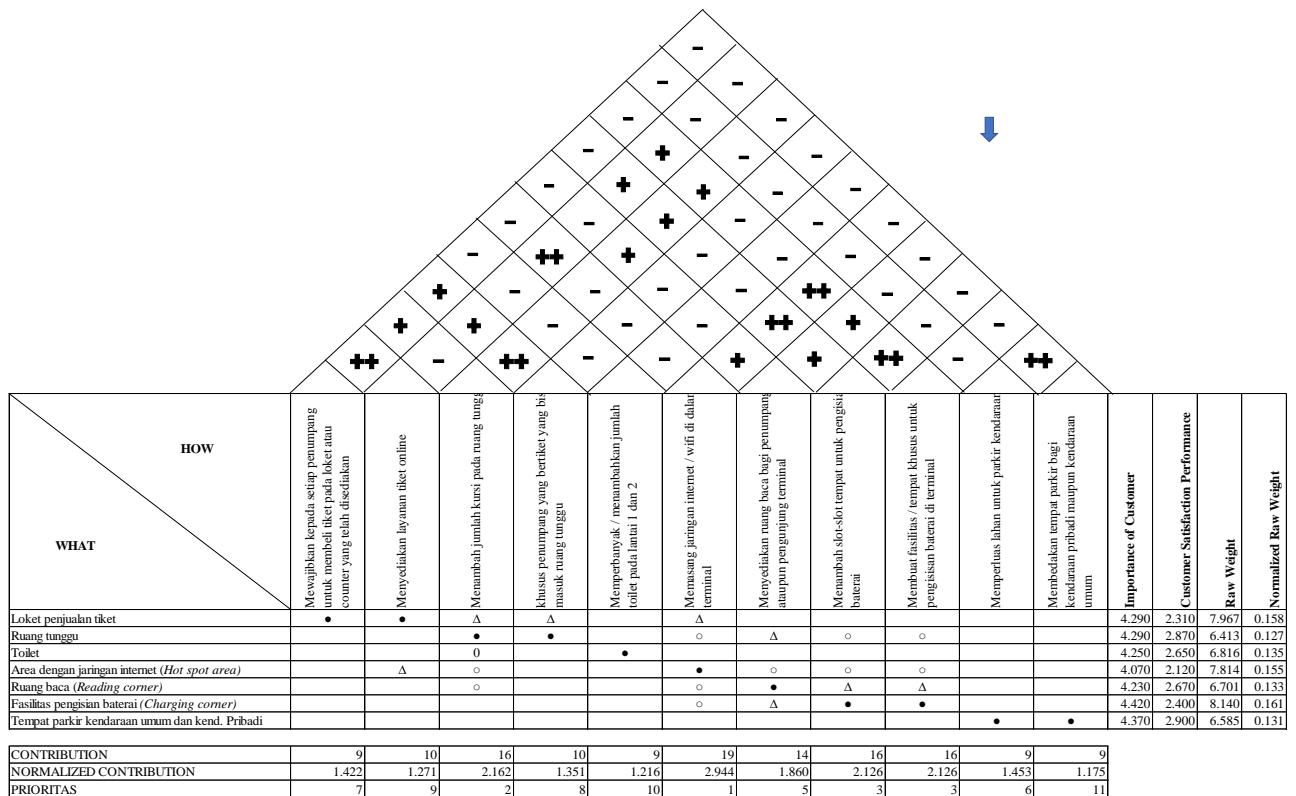 −
− −
− − −
− + − −
− + + − −
− − + − − −
− ++ + − − −
+ − − − − ++ − −
+ + − − − ++ + − −
++ − ++ − − + + ++ − ++
HOW
WHAT
Mewajibkan kepada setiap penumpang
untuk membeli tiket pada loket atau
counter yang telah disediakan
Menyediakan layanan tiket online
Menambah jumlah kursi pada ruang tungg
khusus penumpang yang bertiket yang bis
masuk ruang tunggu
Memperbanyak / menambahkan jumlah
toilet pada lantai 1 dan 2
Memasang jaringan internet / wifi di dalam
terminal
Menyediakan ruang baca bagi penumpang
ataupun pengunjung terminal
Menambah slot-slot tempat untuk pengisia
baterai
Membuat fasilitas / tempat khusus untuk
pengisisan baterai di terminal
Memperluas lahan untuk parkir kendaraan
Membedakan tempat parkir bagi
kendaraan pribadi maupun kendaraan
umum
Importance of Customer
Customer Satisfaction Performance
Raw Weight
Normalized Raw Weight
Loket penjualan tiket ● ● Δ Δ Δ 4.290 2.310 7.967 0.158
Ruang tunggu ● ● ○ Δ ○ ○ 4.290 2.870 6.413 0.127
Toilet 0 ● 4.250 2.650 6.816 0.135
Area dengan jaringan internet (Hot spot area) Δ ○ ● ○ ○ ○ 4.070 2.120 7.814 0.155
Ruang baca (Reading corner) ○ ○ ● Δ Δ 4.230 2.670 6.701 0.133
Fasilitas pengisian baterai (Charging corner) ○ Δ ● ● 4.420 2.400 8.140 0.161
Tempat parkir kendaraan umum dan kend. Pribadi ● ● 4.370 2.900 6.585 0.131
CONTRIBUTION 9 10 16 10 9 19 14 16 16 9 9
NORMALIZED CONTRIBUTION 1.422 1.271 2.162 1.351 1.216 2.944 1.860 2.126 2.126 1.453 1.175
PRIORITAS 7 9 2 8 10 1 5 3 3 6 11